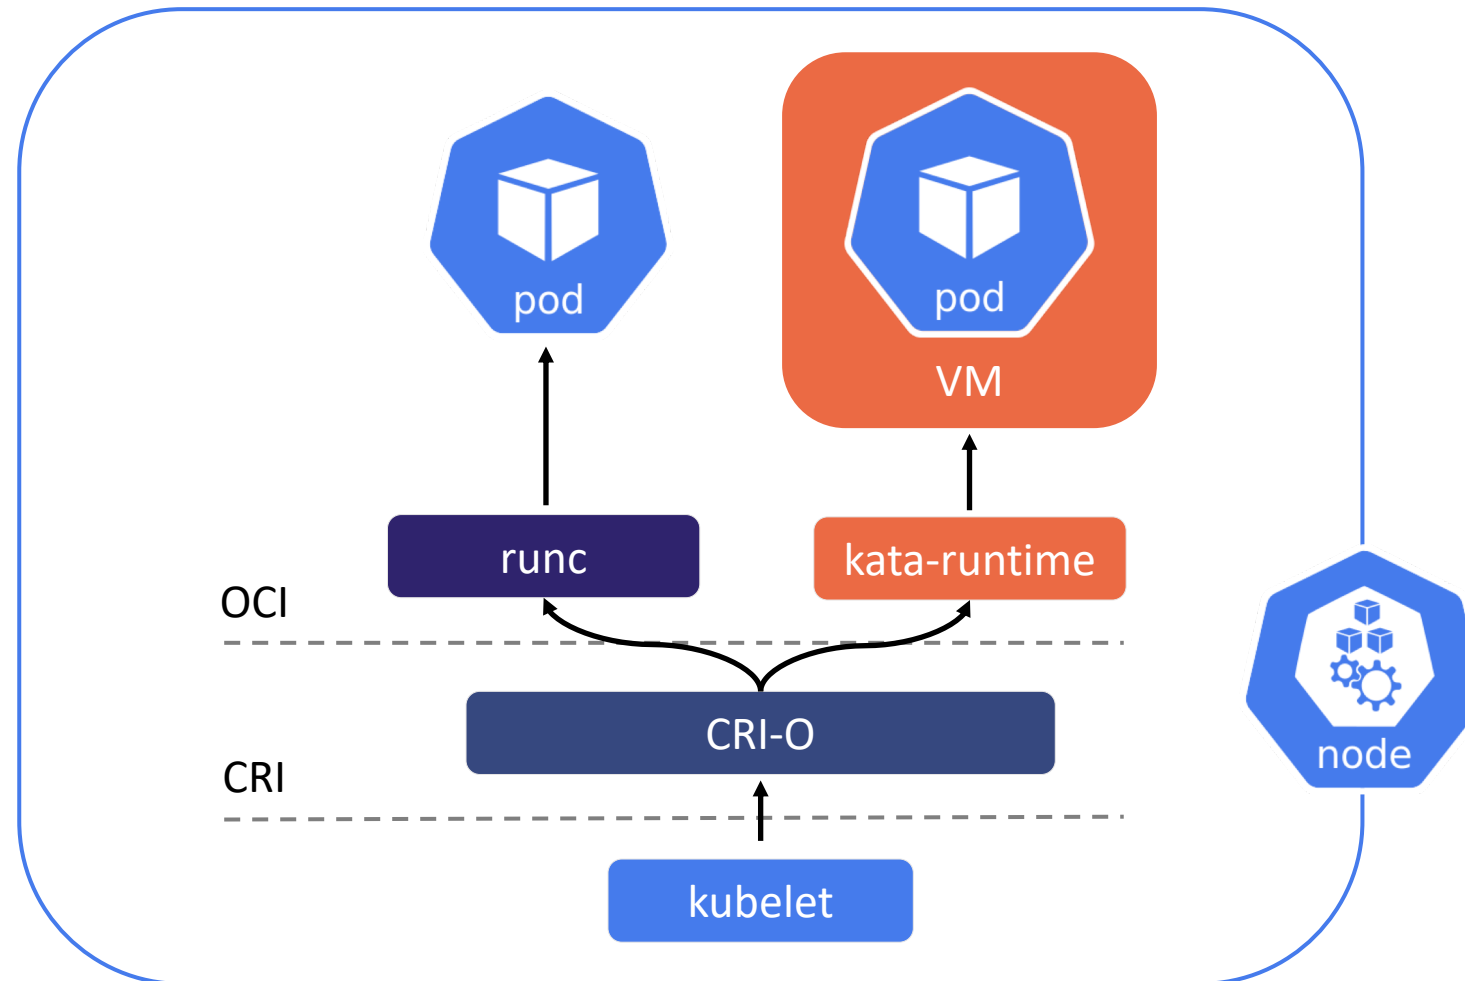 pod
pod
VM
runc
kata-runtime
OCI
CRI-O
CRI
node
kubelet